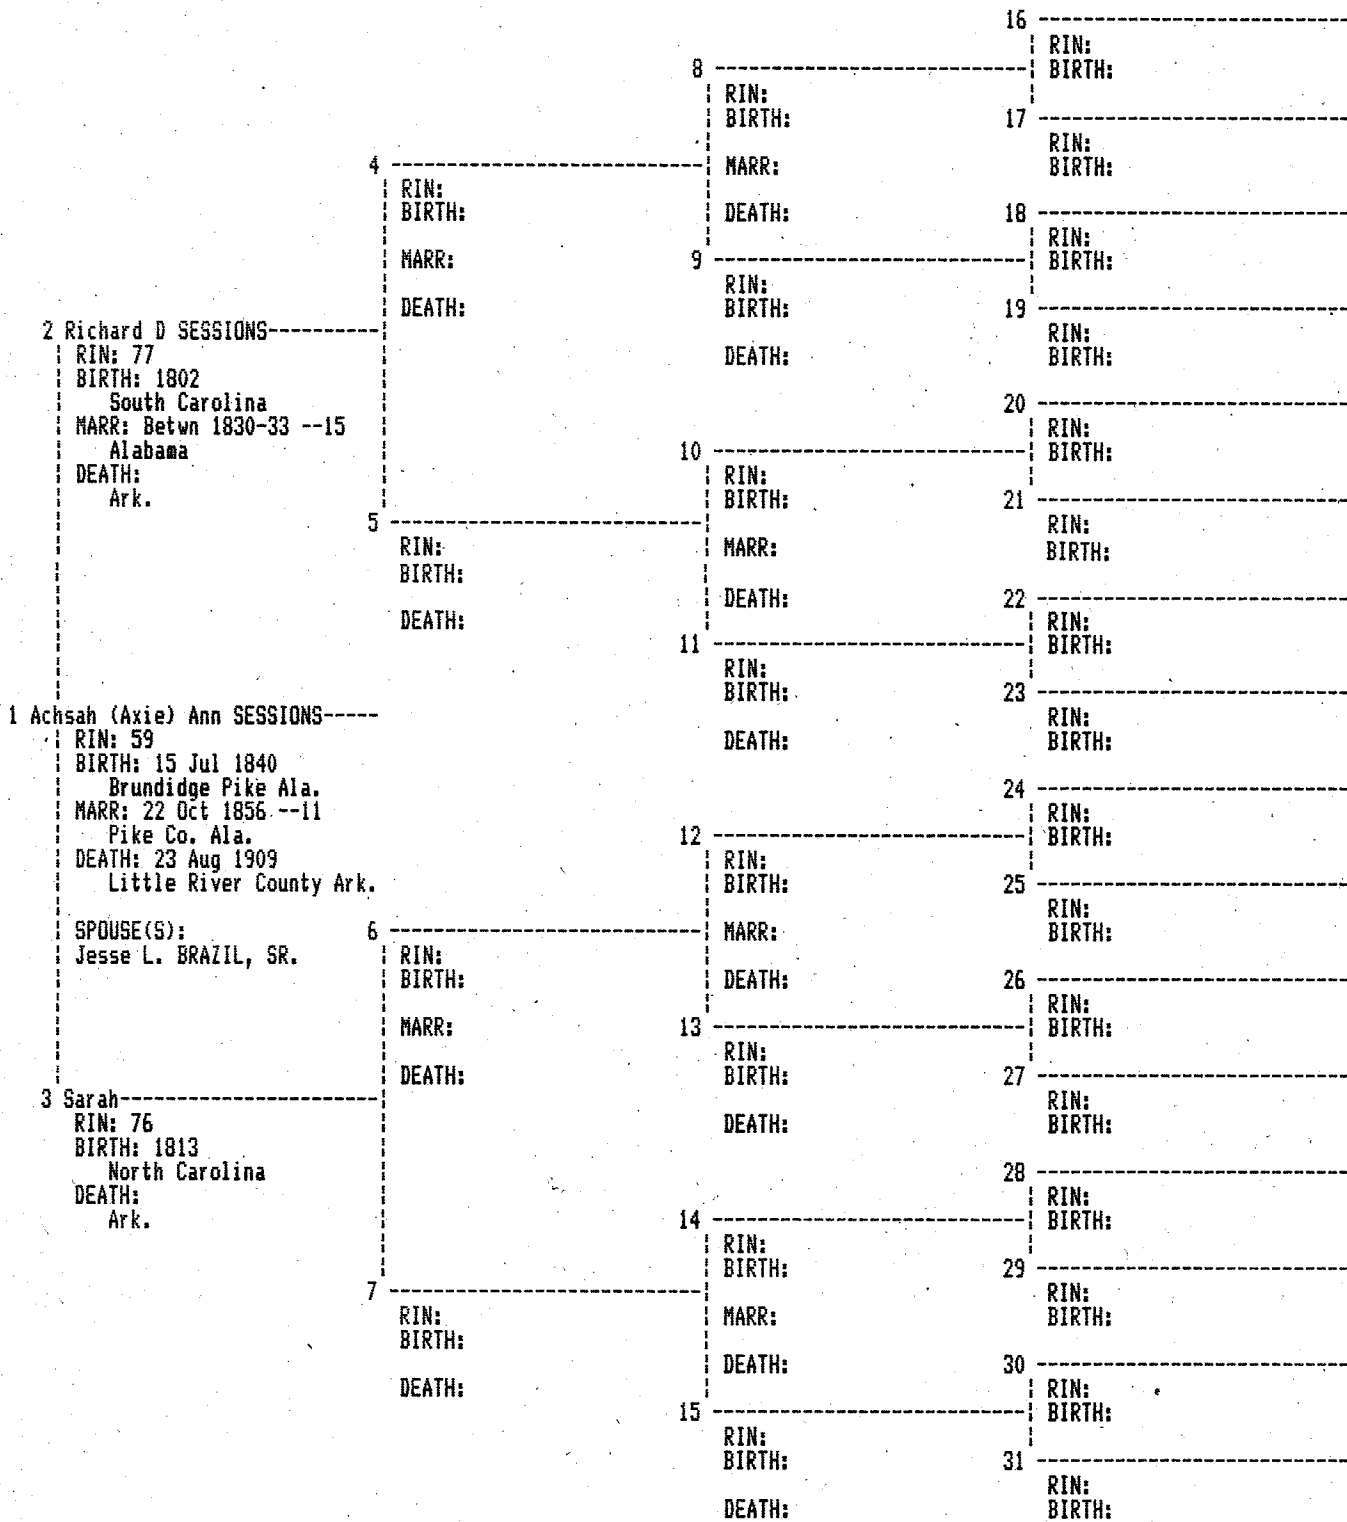 16
RIN:
BIRTH:
8
RIN:
BIRTH:
MARR:
DEATH:
17
RIN:
BIRTH:
4
RIN:
BIRTH:
MARR:
DEATH:
18
RIN:
BIRTH:
9
RIN:
BIRTH:
DEATH:
19
RIN:
BIRTH:
2 Richard D SESSIONS
RIN: 77
BIRTH: 1802
South Carolina
MARR: Betwn 1830-33 --15
Alabama
DEATH:
Ark.
20
RIN:
BIRTH:
10
RIN:
BIRTH:
MARR:
DEATH:
21
RIN:
BIRTH:
5
RIN:
BIRTH:
DEATH:
22
RIN:
BIRTH:
11
RIN:
BIRTH:
DEATH:
23
RIN:
BIRTH:
1 Achsah (Axie) Ann SESSIONS
RIN: 59
BIRTH: 15 Jul 1840
Brundidge Pike Ala.
MARR: 22 Oct 1856 --11
Pike Co. Ala.
DEATH: 23 Aug 1909
Little River County Ark.
SPOUSE(S):
Jesse L. BRAZIL, SR.
24
RIN:
BIRTH:
12
RIN:
BIRTH:
MARR:
DEATH:
25
RIN:
BIRTH:
6
RIN:
BIRTH:
MARR:
DEATH:
26
RIN:
BIRTH:
13
RIN:
BIRTH:
DEATH:
27
RIN:
BIRTH:
3 Sarah
RIN: 76
BIRTH: 1813
North Carolina
DEATH:
Ark.
28
RIN:
BIRTH:
14
RIN:
BIRTH:
MARR:
DEATH:
29
RIN:
BIRTH:
7
RIN:
BIRTH:
DEATH:
30
RIN:
BIRTH:
15
RIN:
BIRTH:
DEATH:
31
RIN:
BIRTH: